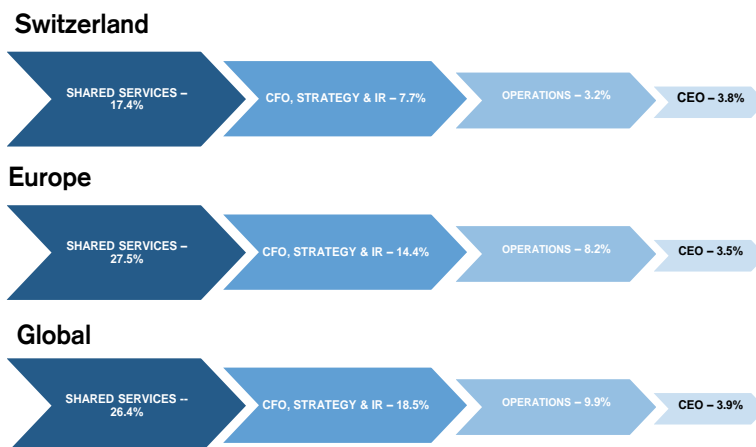 Switzerland
SHARED SERVICES –
17.4%
CFO, STRATEGY & IR – 7.7%
OPERATIONS – 3.2%
CEO – 3.8%
Europe
SHARED SERVICES –
27.5%
CFO, STRATEGY & IR – 14.4%
OPERATIONS – 8.2%
CEO – 3.5%
Global
SHARED SERVICES --
26.4%
CFO, STRATEGY & IR – 18.5%
OPERATIONS – 9.9%
CEO – 3.9%